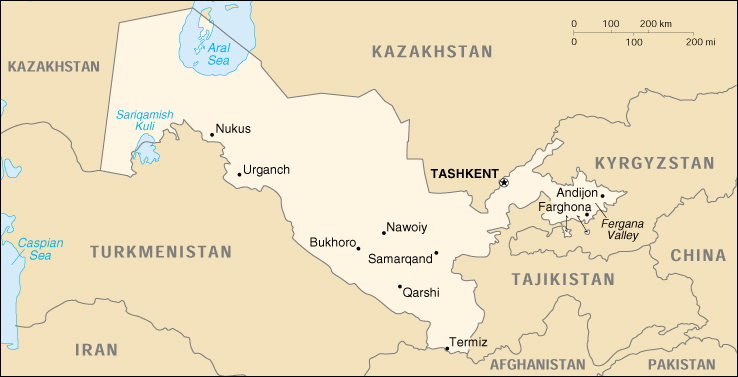 Aral
Sea
KAZAKHSTAN
0 100 200 km
0 100 200 mi
KAZAKHSTAN
Sariqamish
Kuli
Nukus
Urganch
TASHKENT
KYRGYZSTAN
Andijon
Farghona
Fergana
Valley
Nawoiy
Bukhoro
Samarqand
Caspian
Sea
TURKMENISTAN
CHINA
TAJIKISTAN
Qarshi
Termiz
IRAN
AFGHANISTAN
PAKISTAN